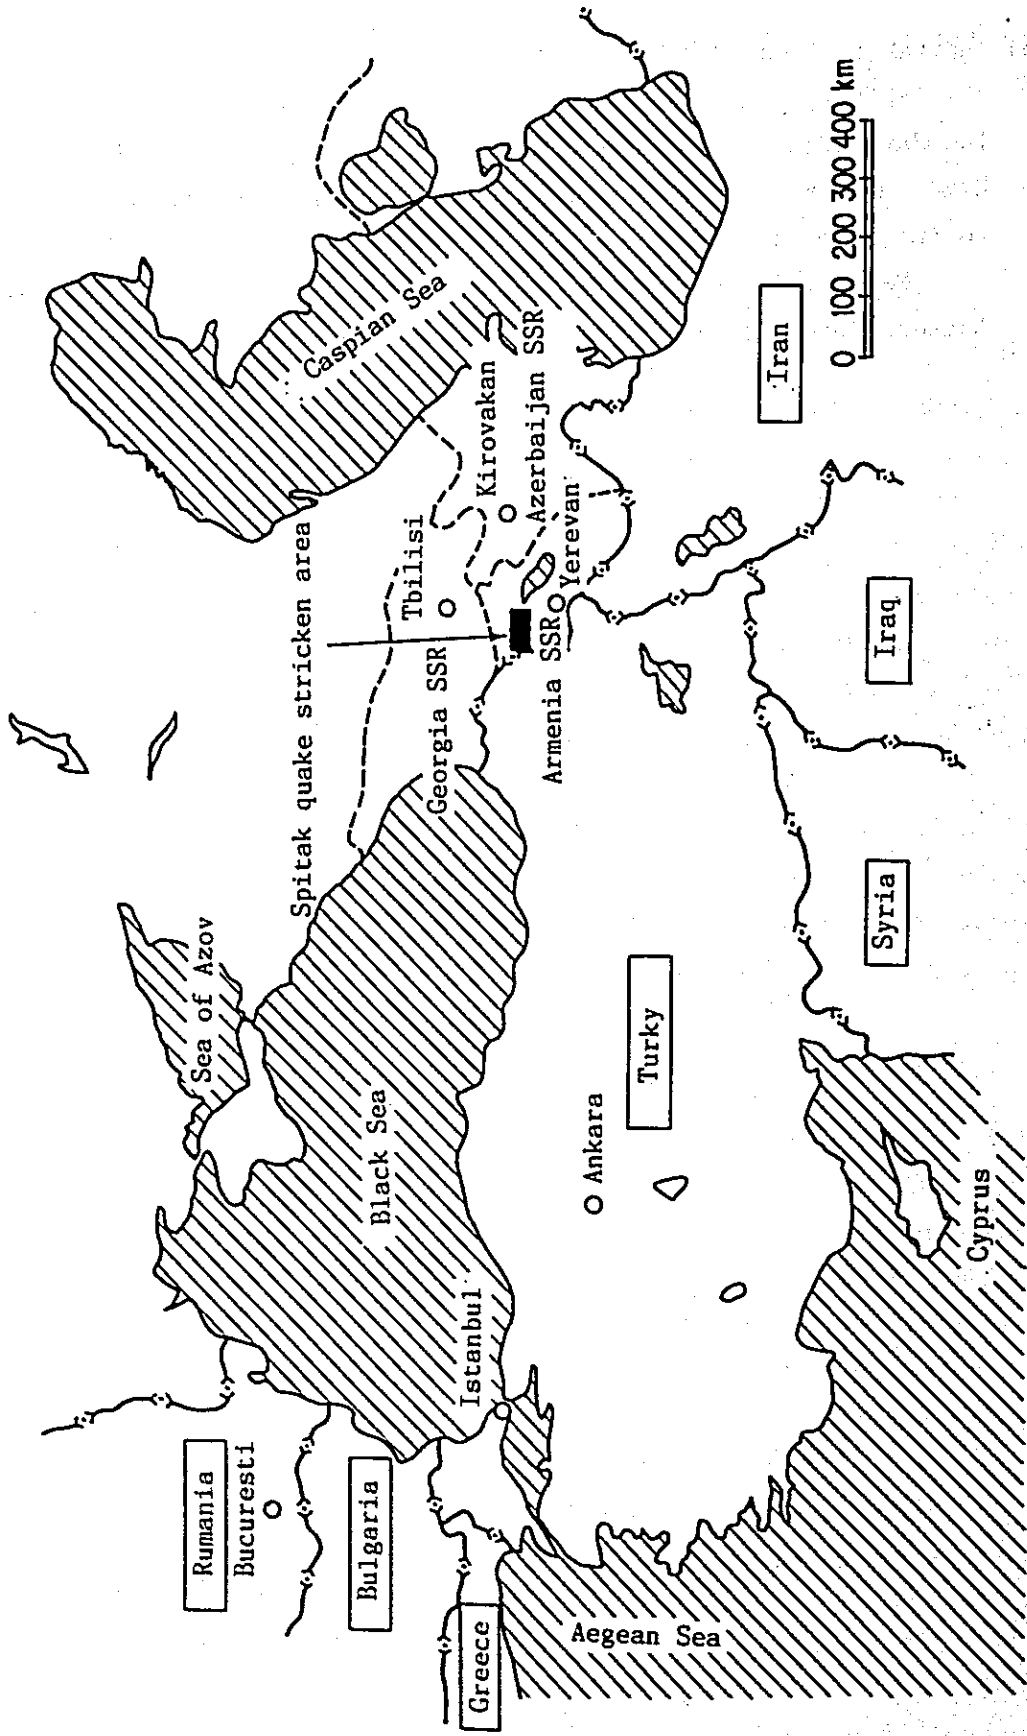 Rumania
Bucuresti
Bulgaria
Greece
Aegean Sea
Istanbul
Black Sea
Sea of Azov
Ankara
Turky
Cyprus
Syria
Iraq
Iran
Spitak quake stricken area
Georgia SSR
Tbilisi
Armenia SSR
Yerevan
Kirovakan
Azerbaijan SSR
Caspian Sea
0 100 200 300 400 km